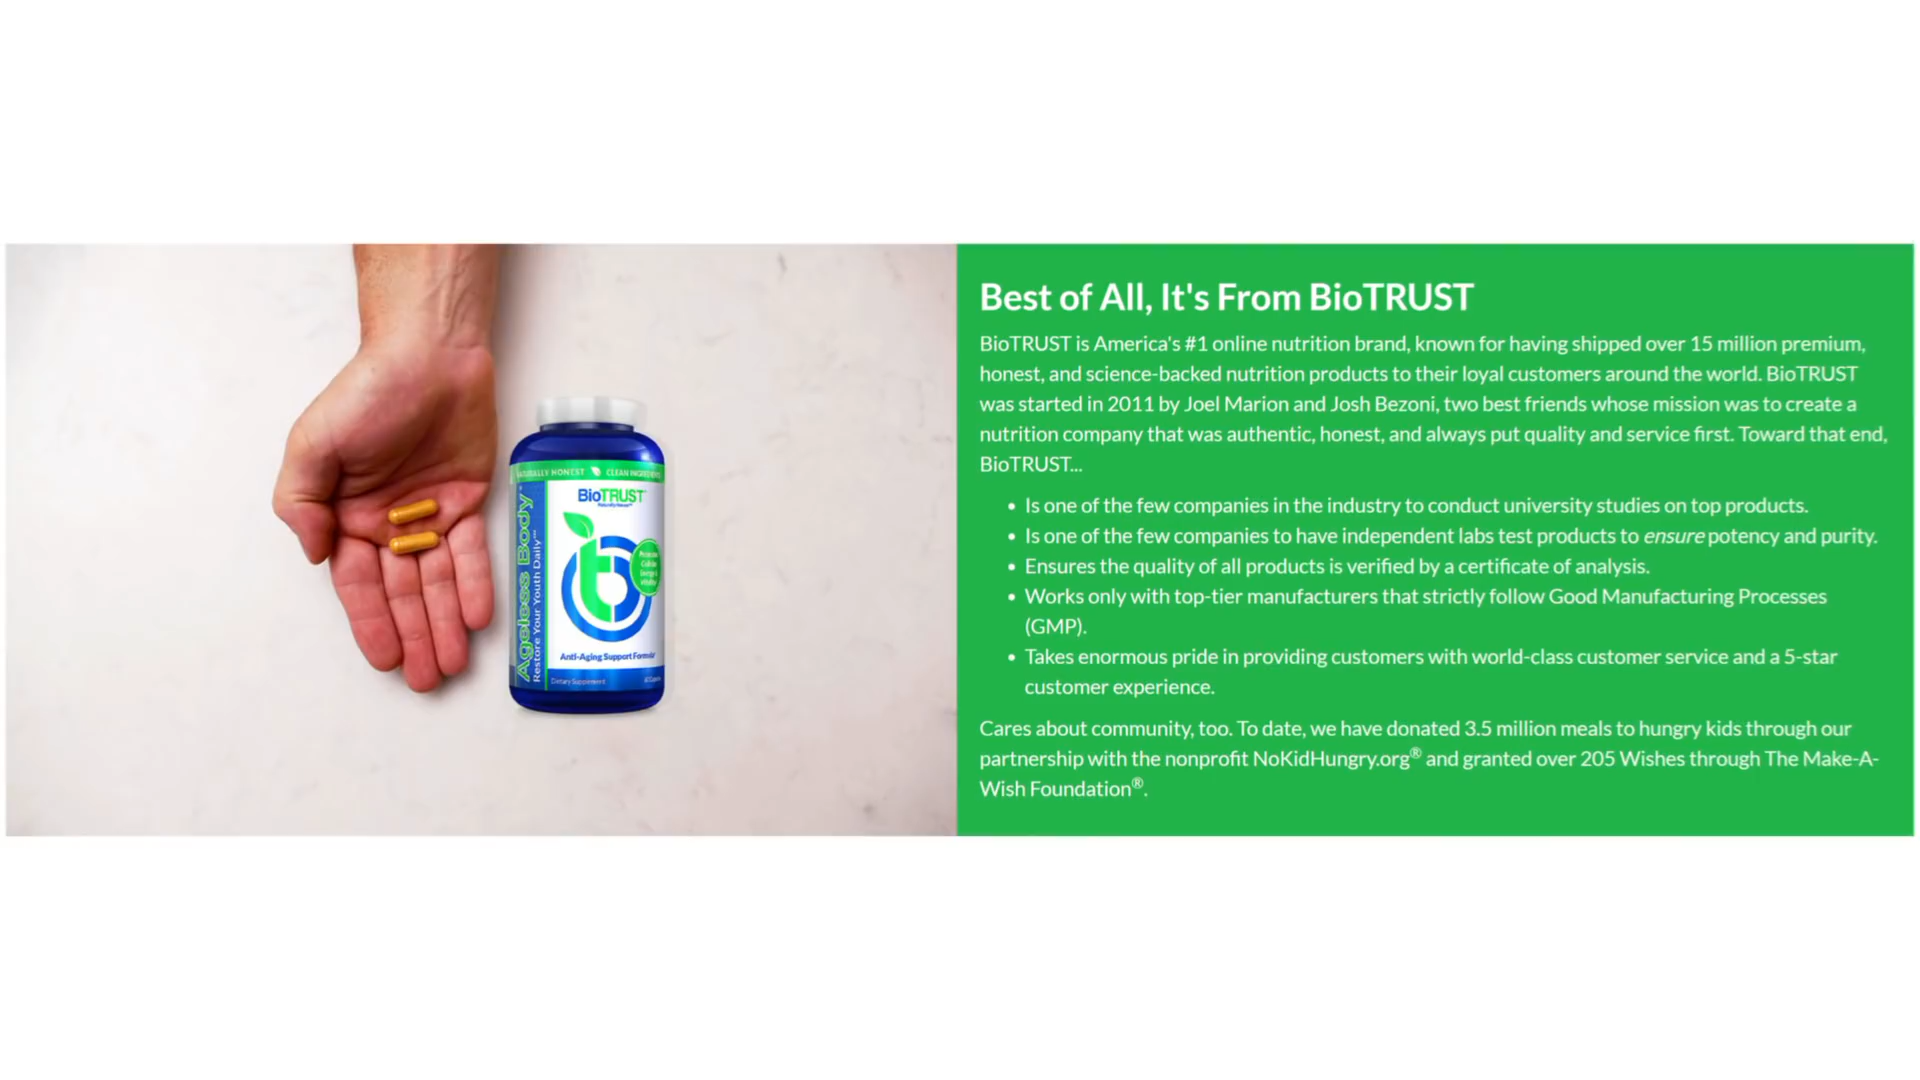 NATURALLY HONEST CLEAN INGREDIENTS
BioTRUST
Naturally Honest™
Ageless Body
Restore Your Youth Daily™
Anti-Aging Support Formula
Dietary Supplement
Best of All, It's From BioTRUST
BioTRUST is America's #1 online nutrition brand, known for having shipped over 15 million premium,
honest, and science-backed nutrition products to their loyal customers around the world. BioTRUST
was started in 2011 by Joel Marion and Josh Bezoni, two best friends whose mission was to create a
nutrition company that was authentic, honest, and always put quality and service first. Toward that end,
BioTRUST...
• Is one of the few companies in the industry to conduct university studies on top products.
• Is one of the few companies to have independent labs test products to ensure potency and purity.
• Ensures the quality of all products is verified by a certificate of analysis.
• Works only with top-tier manufacturers that strictly follow Good Manufacturing Processes
(GMP).
• Takes enormous pride in providing customers with world-class customer service and a 5-star
customer experience.
Cares about community, too. To date, we have donated 3.5 million meals to hungry kids through our
partnership with the nonprofit NoKidHungry.org® and granted over 205 Wishes through The Make-A-
Wish Foundation®.